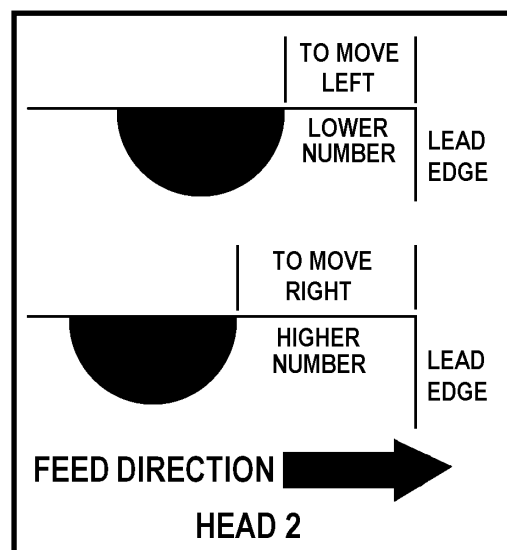 TO MOVE
LEFT
LOWER
NUMBER
LEAD
EDGE
TO MOVE
RIGHT
HIGHER
NUMBER
LEAD
EDGE
FEED DIRECTION
HEAD 2